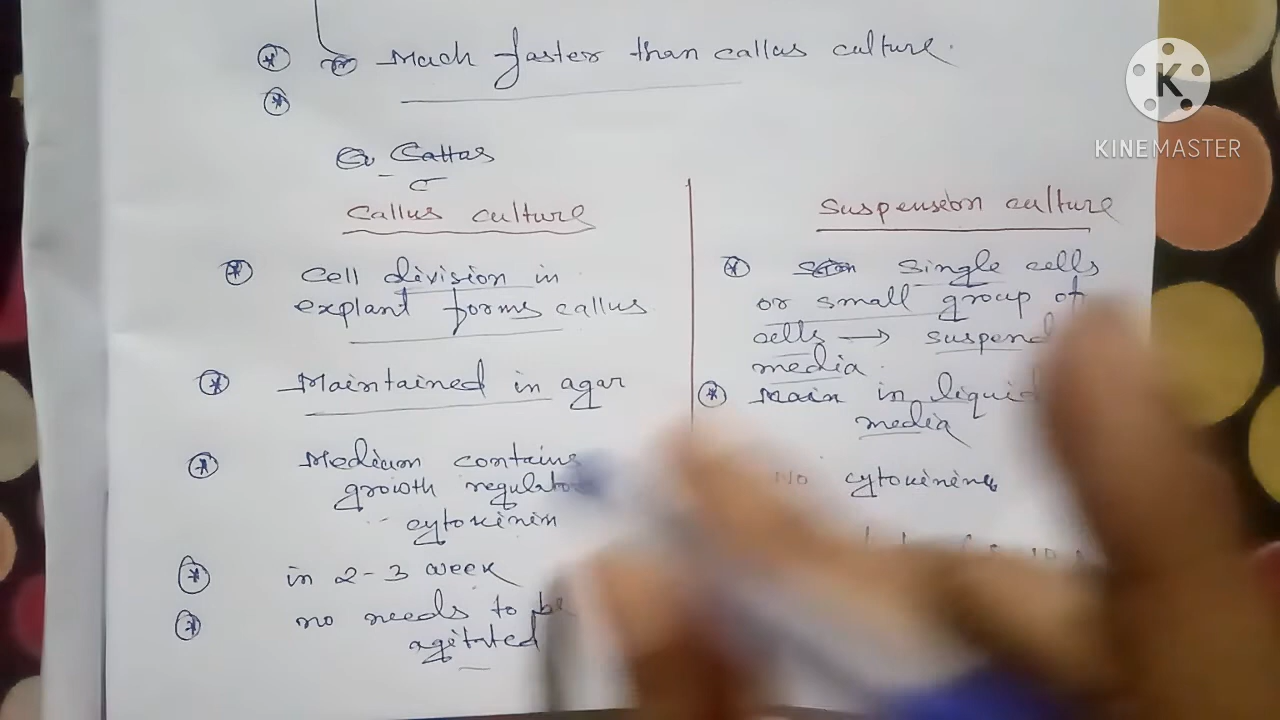 Much faster than callus culture.
KINEMASTER
Callus
Callus culture
Cell division in
explant forms callus
Maintained in agar
Medium contains
growth regulato
cytokinin
in 2-3 week
no needs to be
agitated
Suspension culture
Single cells
or small group of
cells → suspend
media.
Main in liquid
media
No cytokinine